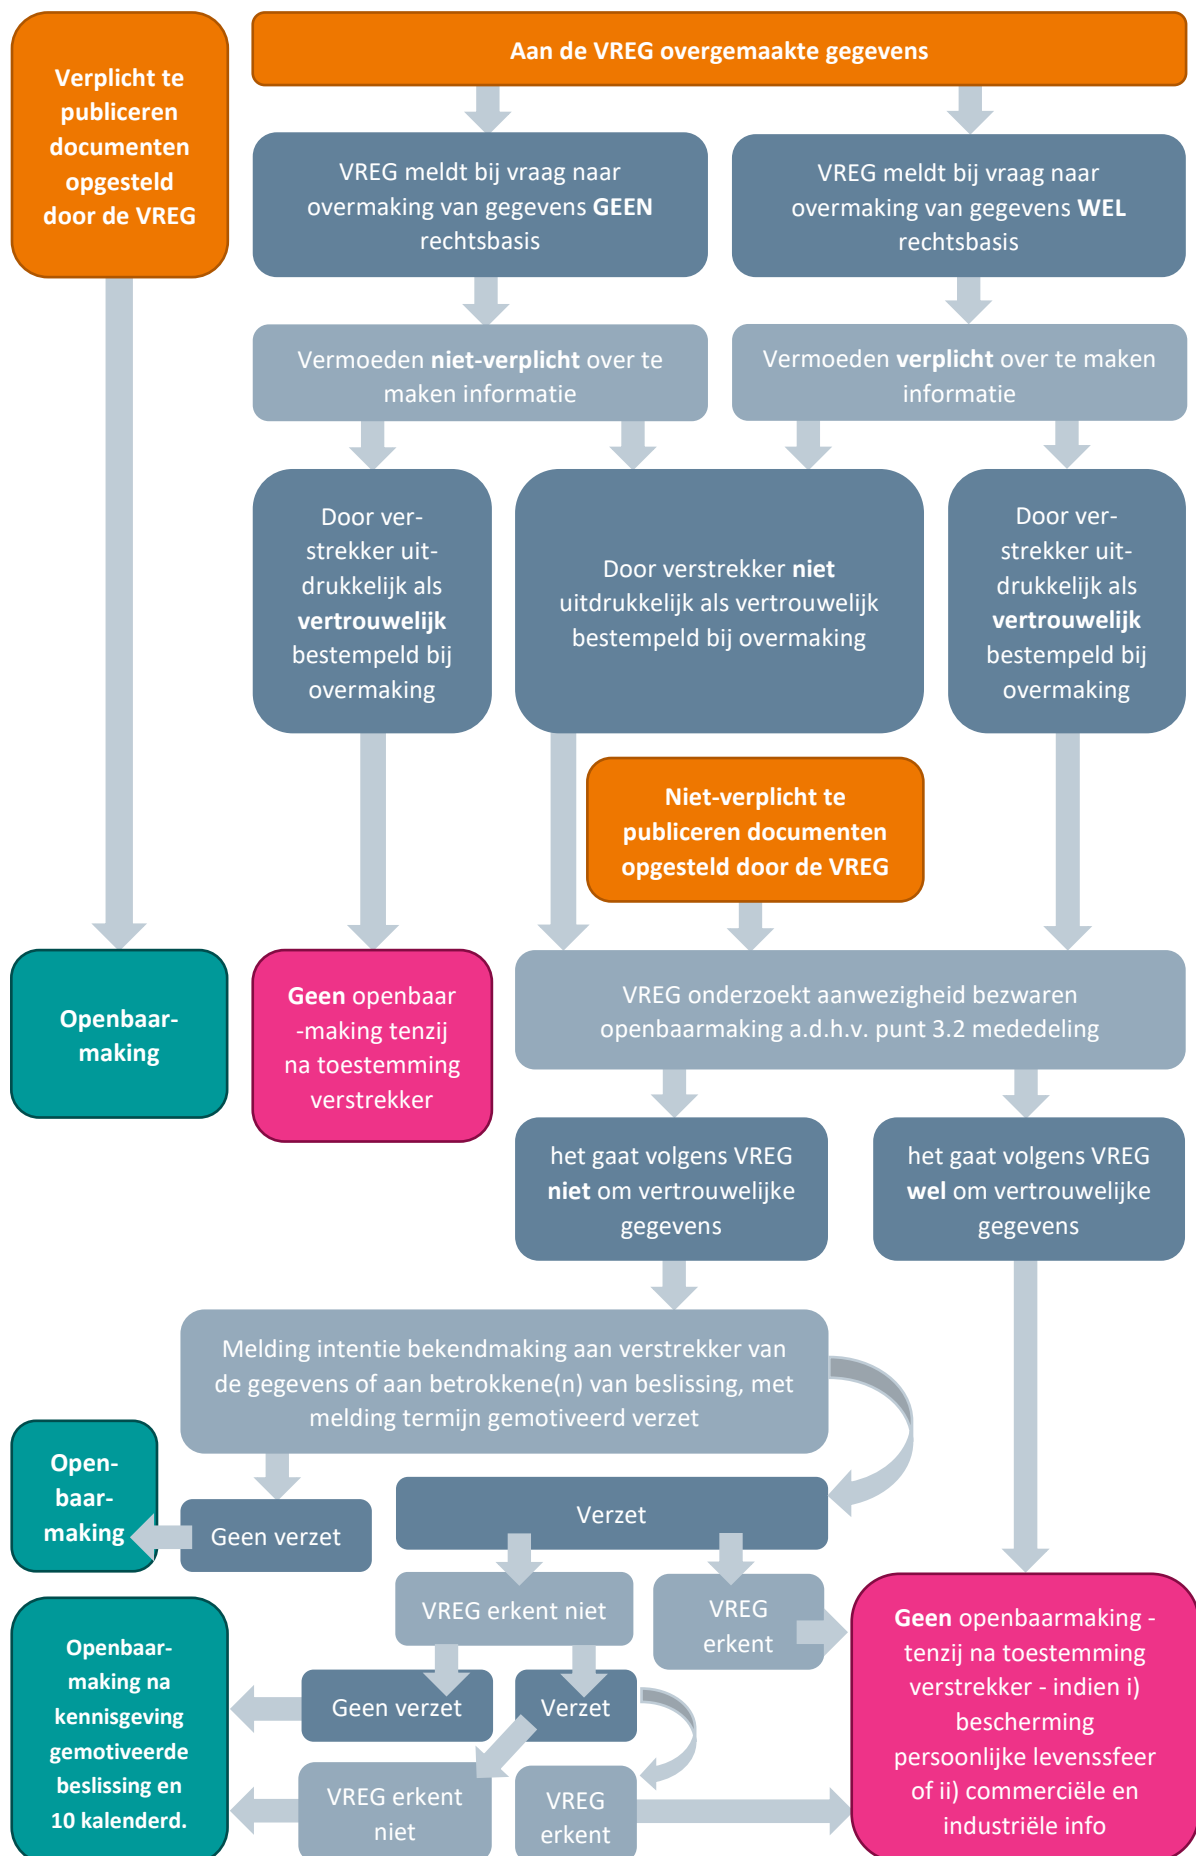 Verplicht te
publiceren
documenten
opgesteld
door de VREG
Aan de VREG overgemaakte gegevens
VREG meldt bij vraag naar
overmaking van gegevens GEEN
rechtsbasis
VREG meldt bij vraag naar
overmaking van gegevens WEL
rechtsbasis
Vermoeden niet-verplicht over te
maken informatie
Vermoeden verplicht over te maken
informatie
Door ver-
strekker uit-
drukkelijk als
vertrouwelijk
bestempeld bij
overmaking
Door verstrekker niet
uitdrukkelijk als vertrouwelijk
bestempeld bij overmaking
Door ver-
strekker uit-
drukkelijk als
vertrouwelijk
bestempeld bij
overmaking
Niet-verplicht te
publiceren documenten
opgesteld door de VREG
Openbaar-
making
Geen openbaar
-making tenzij
na toestemming
verstrekker
VREG onderzoekt aanwezigheid bezwaren
openbaarmaking a.d.h.v. punt 3.2 mededeling
het gaat volgens VREG
niet om vertrouwelijke
gegevens
het gaat volgens VREG
wel om vertrouwelijke
gegevens
Melding intentie bekendmaking aan verstrekker van
de gegevens of aan betrokkene(n) van beslissing, met
melding termijn gemotiveerd verzet
Open-
baar-
making
Geen verzet
Verzet
VREG erkent niet
VREG
erkent
Openbaar-
making na
kennisgeving
gemotiveerde
beslissing en
10 kalenderd.
Geen verzet
Verzet
VREG erkent
niet
VREG
erkent
Geen openbaarmaking -
tenzij na toestemming
verstrekker - indien i)
bescherming
persoonlijke levenssfeer
of ii) commerciële en
industriële info